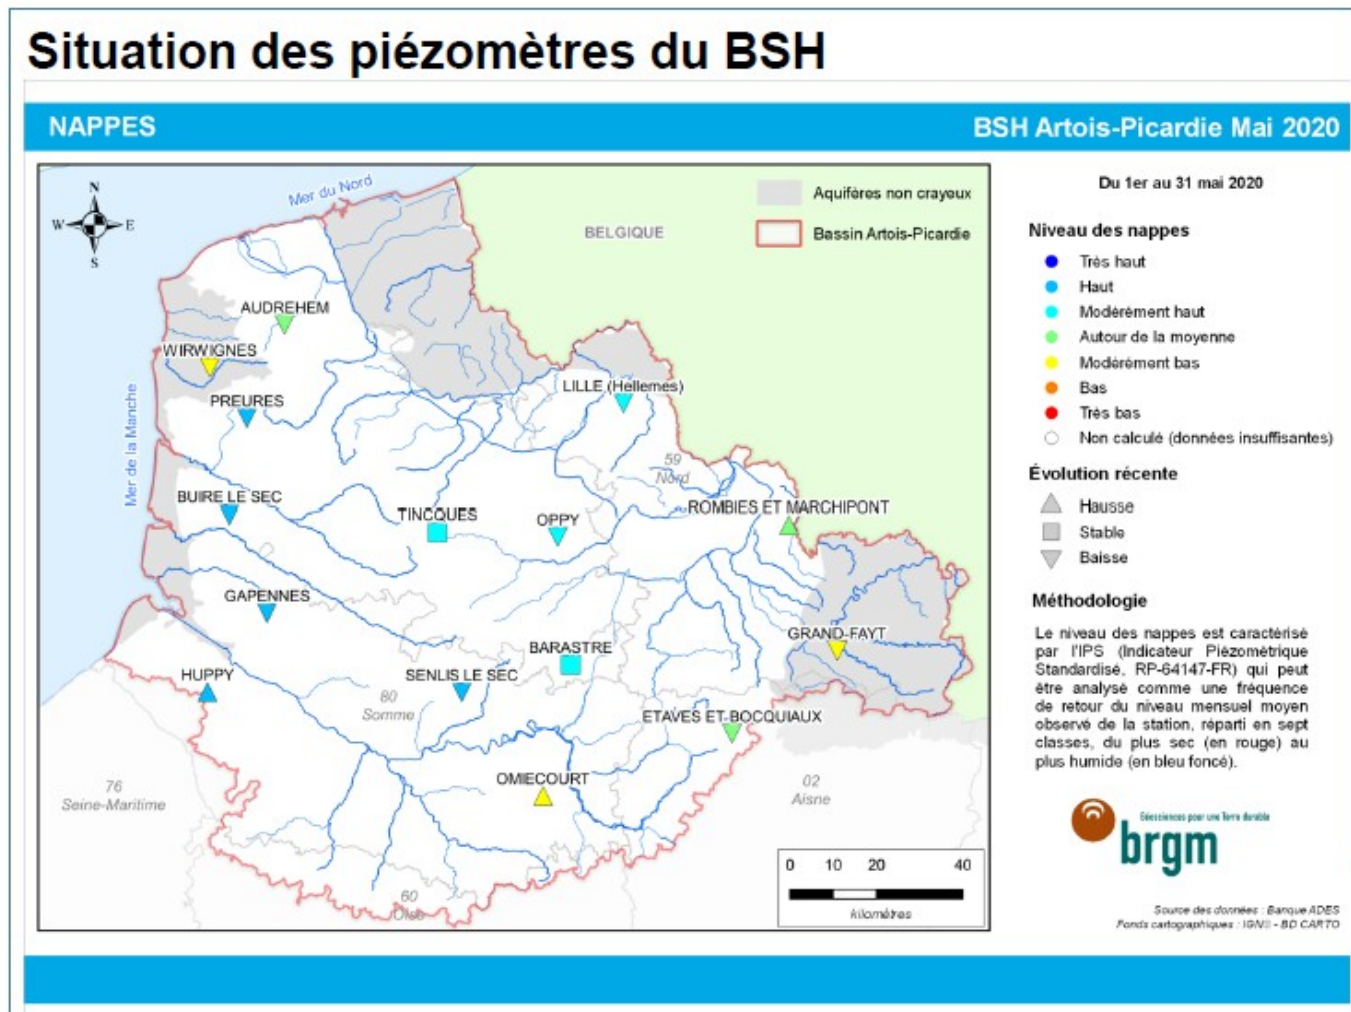 Situation des piézomètres du BSH
NAPPES
BSH Artois-Picardie Mai 2020
N
W
E
S
Mer du Nord
Mer de la Manche
BELGIQUE
Aquifères non crayeux
Bassin Artois-Picardie
AUDREHEM
WIRWIGNES
PREURES
LILLE (Hellemes)
59
Nord
BUIRE LE SEC
TINCQUES
OPPY
ROMBIES ET MARCHIPONT
GAPENNES
GRAND-FAYT
BARASTRE
HUPPY
SENLIS LE SEC
80
Somme
ETAVES ET BOCQUIAUX
OMIECOURT
76
Seine-Maritime
02
Aisne
60
Oise
0 10 20 40
kilomètres
Du 1er au 31 mai 2020
Niveau des nappes
Très haut
Haut
Modérément haut
Autour de la moyenne
Modérément bas
Bas
Très bas
Non calculé (données insuffisantes)
Évolution récente
Hausse
Stable
Baisse
Méthodologie
Le niveau des nappes est caractérisé
par l'IPS (Indicateur Piézométrique
Standardisé, RP-64147-FR) qui peut
être analysé comme une fréquence
de retour du niveau mensuel moyen
observé de la station, réparti en sept
classes, du plus sec (en rouge) au
plus humide (en bleu foncé).
Géosciences pour une Terre durable
brgm
Source des données : Banque ADES
Fonds cartographiques : IGN© - BD CARTO